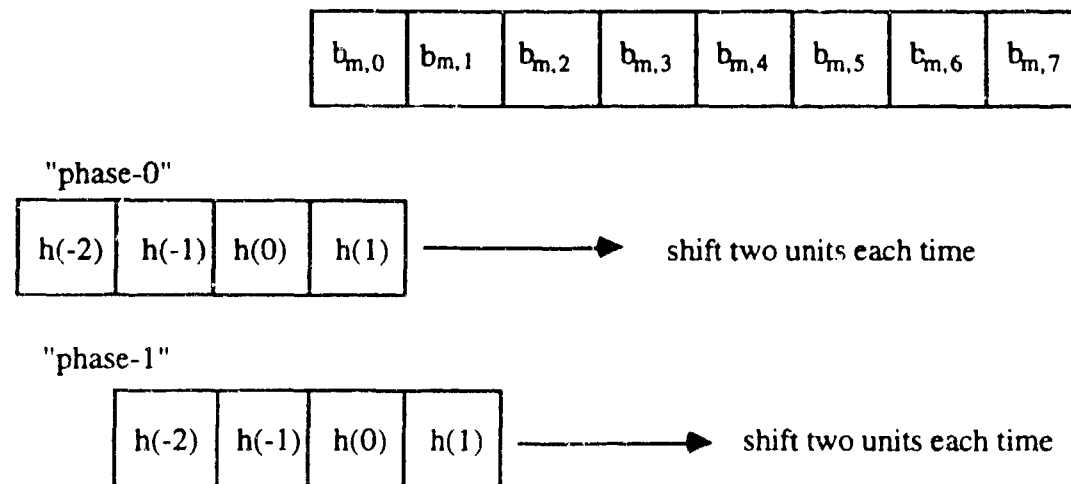 b_{m,0} b_{m,1} b_{m,2} b_{m,3} b_{m,4} b_{m,5} b_{m,6} b_{m,7}
"phase-0"
h(-2) h(-1) h(0) h(1) shift two units each time
"phase-1"
h(-2) h(-1) h(0) h(1) shift two units each time